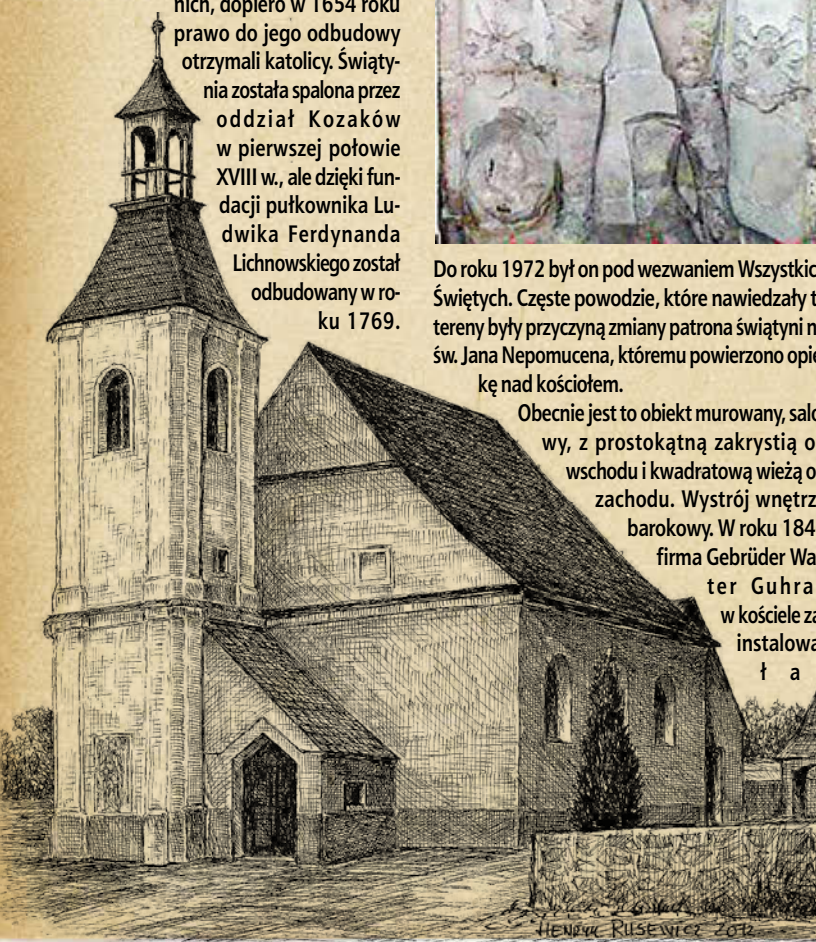 nich, dopiero w 1654 roku
prawo do jego odbudowy
otrzymali katolicy. Świąty-
nia została spalona przez
oddział Kozaków
w pierwszej połowie
XVIII w., ale dzięki fun-
dacji pułkownika Lu-
dwika Ferdynanda
Lichnowskiego został
odbudowany w ro-
ku 1769.
Do roku 1972 był on pod wezwaniem Wszystkic
Świętych. Częste powodzie, które nawiedzały t
tereny były przyczyną zmiany patrona świątyni n
św. Jana Nepomucena, któremu powierzono opie
kę nad kościołem.
Obecnie jest to obiekt murowany, salo
wy, z prostokątną zakrystią o
wschodu i kwadratową wieżą o
zachodu. Wystrój wnętrz
barokowy. W roku 184
firma Gebrüder Wa
ter Guhra
w kościele za
instalowa
ł a
HENRYK RUSEWICZ 2012